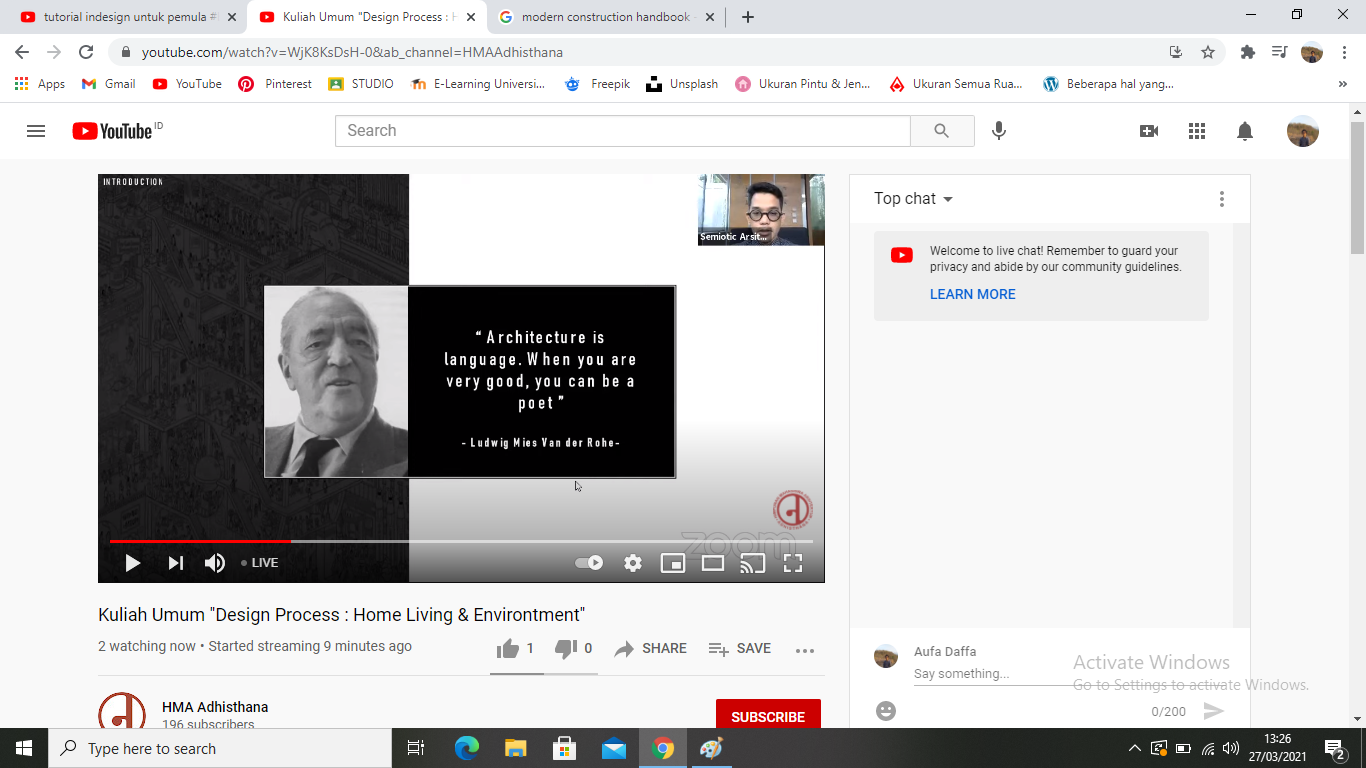 tutorial indesign untuk pemula #
Kuliah Umum "Design Process : H
modern construction handbook
youtube.com/watch?v=WjK8KsDsH-0&ab_channel=HMAAdhisthana
Apps
Gmail
YouTube
Pinterest
STUDIO
E-Learning Universi...
Freepik
Unsplash
Ukuran Pintu & Jen...
Ukuran Semua Rua...
Beberapa hal yang...
YouTube ID
Search
INTRODUCTION
Semiotic Arsit...
“ Architecture is
language. When you are
very good, you can be a
poet ”
- Ludwig Mies Van der Rohe-
zoom
LIVE
Kuliah Umum "Design Process : Home Living & Environtment"
2 watching now • Started streaming 9 minutes ago
1
0
SHARE
SAVE
HMA Adhisthana
196 subscribers
SUBSCRIBE
Top chat
Welcome to live chat! Remember to guard your
privacy and abide by our community guidelines.
LEARN MORE
Aufa Daffa
Say something...
0/200
Activate Windows
Go to Settings to activate Windows.
Type here to search
13:26
27/03/2021
2